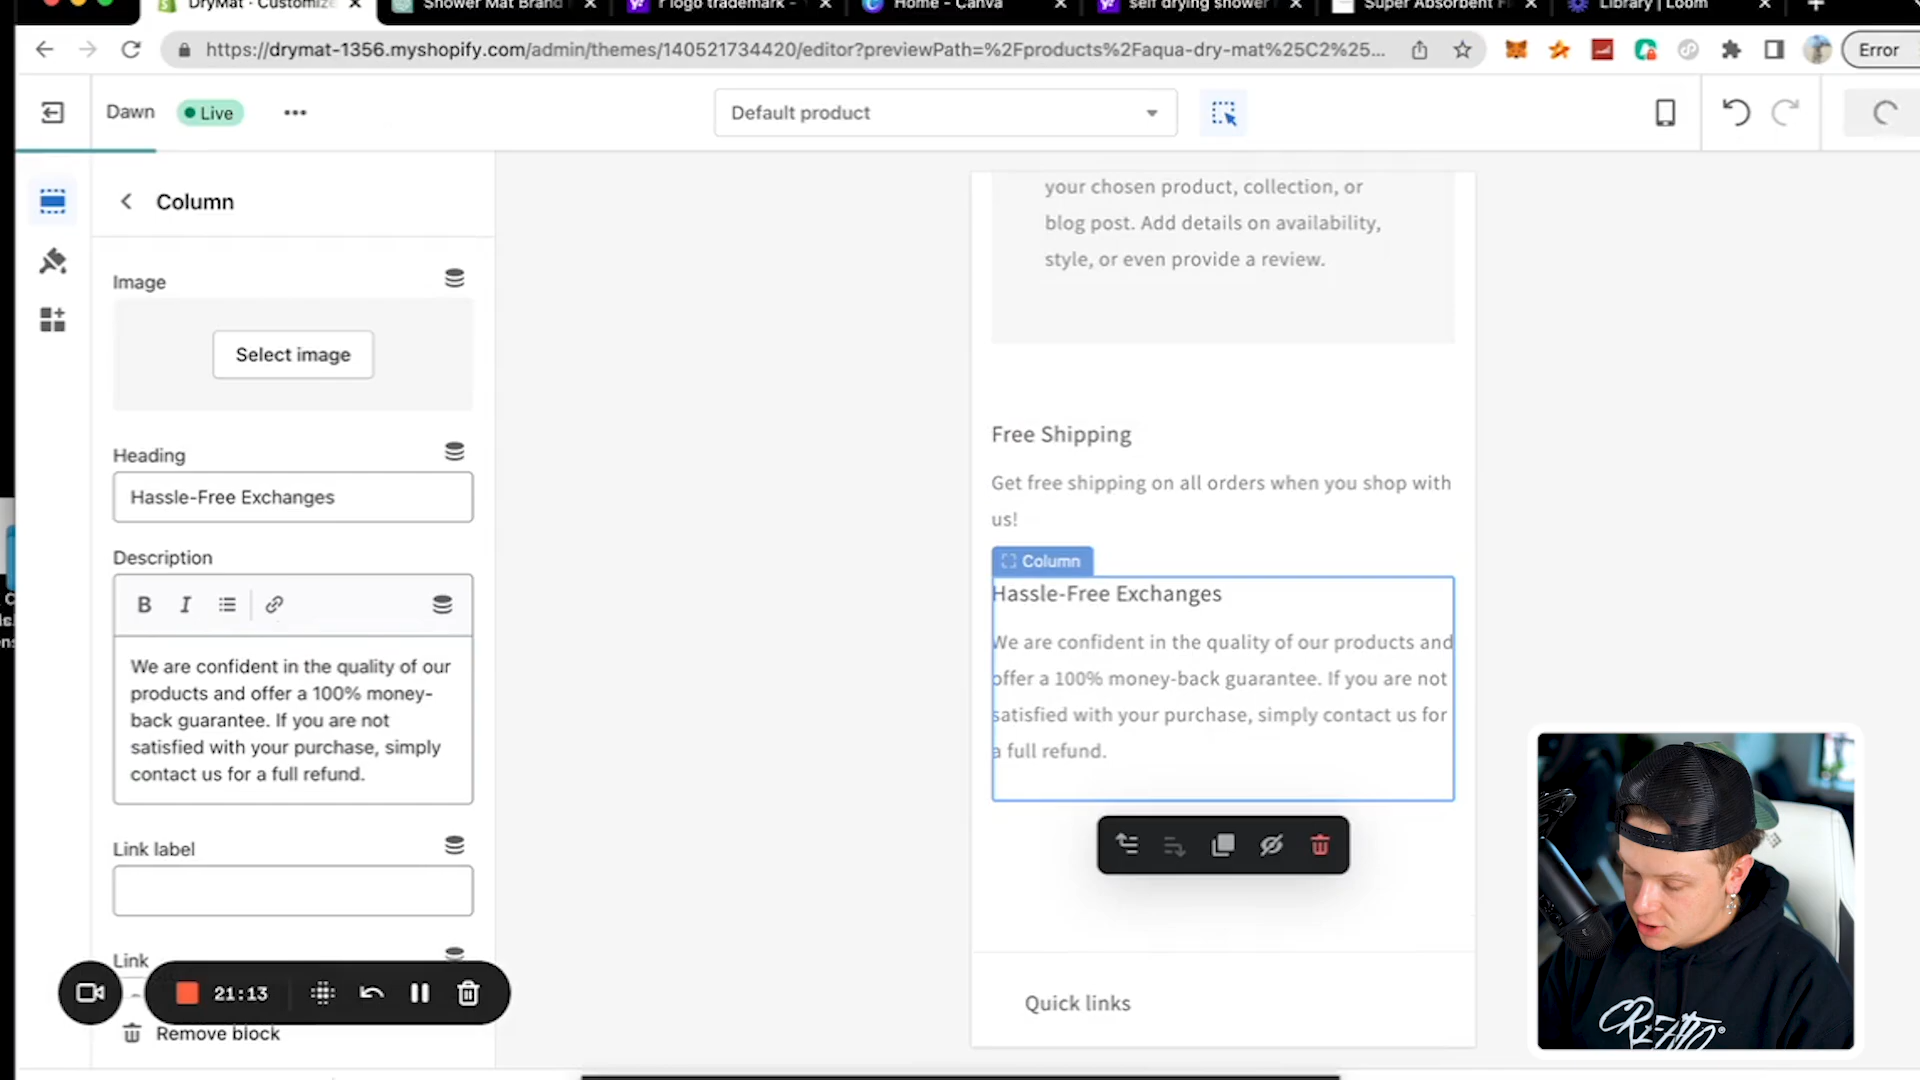 DryMat · Customize
Shower Mat Brand
r logo trademark -
Home - Canva
self drying shower
Super Absorbent Fl
Library | Loom
https://drymat-1356.myshopify.com/admin/themes/140521734420/editor?previewPath=%2Fproducts%2Faqua-dry-mat%25C2%25...
Error
Dawn
Live
Default product
Column
Image
Select image
Heading
Hassle-Free Exchanges
Description
B I
We are confident in the quality of our
products and offer a 100% money-
back guarantee. If you are not
satisfied with your purchase, simply
contact us for a full refund.
Link label
Link
21:13
Remove block
your chosen product, collection, or
blog post. Add details on availability,
style, or even provide a review.
Free Shipping
Get free shipping on all orders when you shop with
us!
Column
Hassle-Free Exchanges
We are confident in the quality of our products and
offer a 100% money-back guarantee. If you are not
satisfied with your purchase, simply contact us for
a full refund.
Quick links